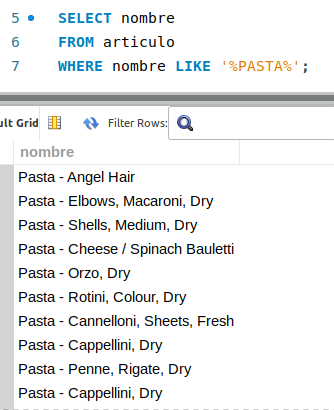 5 SELECT nombre
6 FROM articulo
7 WHERE nombre LIKE '%PASTA%';
ult Grid Filter Rows:
nombre
Pasta - Angel Hair
Pasta - Elbows, Macaroni, Dry
Pasta - Shells, Medium, Dry
Pasta - Cheese / Spinach Bauletti
Pasta - Orzo, Dry
Pasta - Rotini, Colour, Dry
Pasta - Cannelloni, Sheets, Fresh
Pasta - Cappellini, Dry
Pasta - Penne, Rigate, Dry
Pasta - Cappellini, Dry